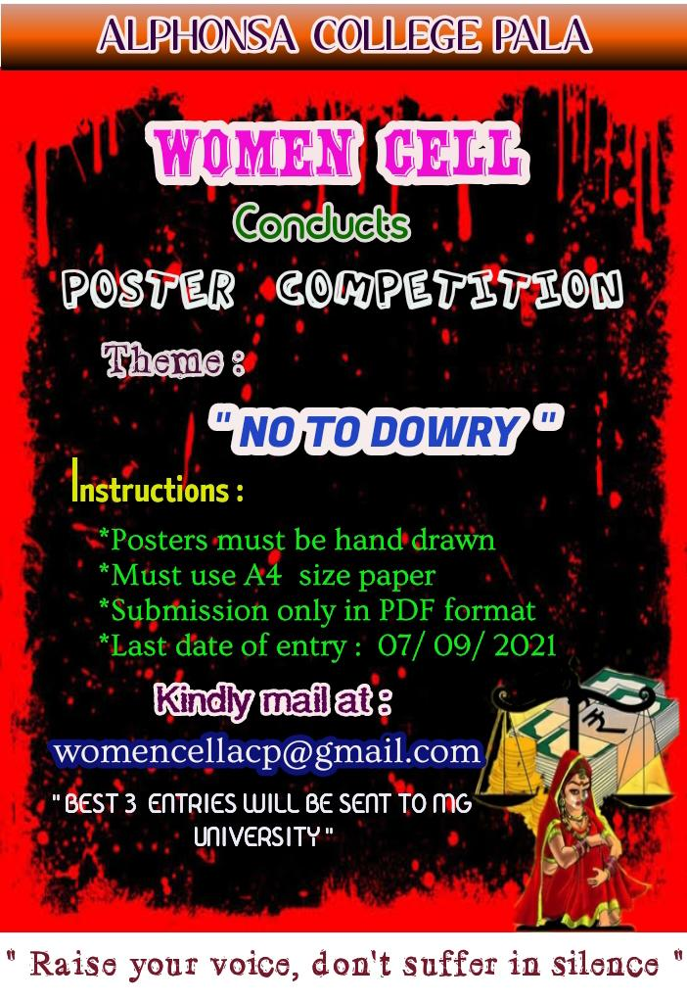 ALPHONSA COLLEGE PALA
WOMEN CELL
Conducts
POSTER COMPETITION
Theme :
" NO TO DOWRY "
Instructions :
*Posters must be hand drawn
*Must use A4 size paper
*Submission only in PDF format
*Last date of entry : 07/ 09/ 2021
Kindly mail at :
womencellacp@gmail.com
" BEST 3 ENTRIES WILL BE SENT TO MG
UNIVERSITY "
" Raise your voice, don't suffer in silence "